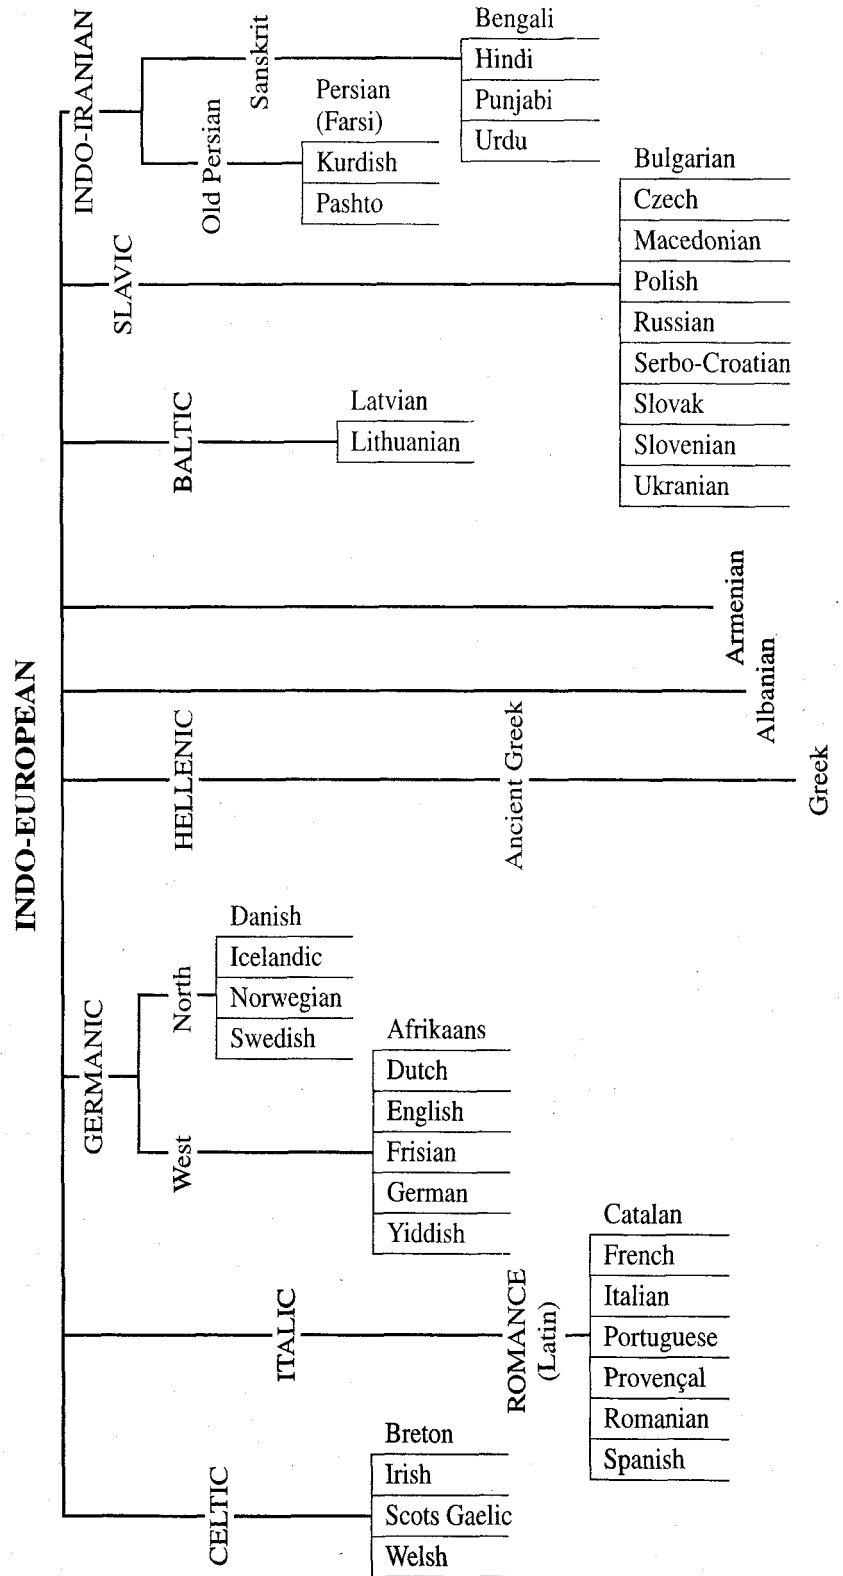 INDO-EUROPEAN
INDO-IRANIAN
Sanskrit
Bengali
Hindi
Punjabi
Urdu
Old Persian
Persian
(Farsi)
Kurdish
Pashto
SLAVIC
Bulgarian
Czech
Macedonian
Polish
Russian
Serbo-Croatian
Slovak
Slovenian
Ukranian
BALTIC
Latvian
Lithuanian
Armenian
Albanian
HELLENIC
Ancient Greek
Greek
GERMANIC
North
Danish
Icelandic
Norwegian
Swedish
West
Afrikaans
Dutch
English
Frisian
German
Yiddish
ITALIC
ROMANCE
(Latin)
Catalan
French
Italian
Portuguese
Provençal
Romanian
Spanish
CELTIC
Breton
Irish
Scots Gaelic
Welsh